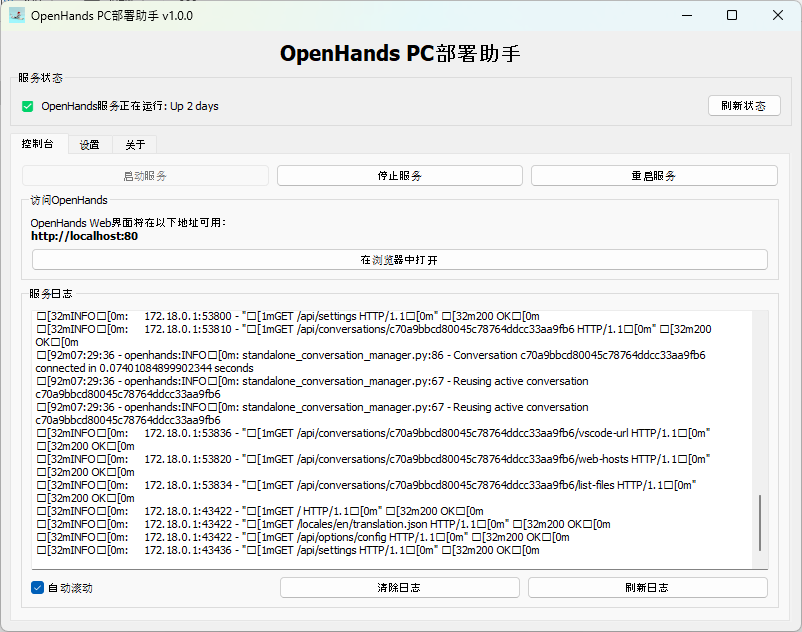 OpenHands PC部署助手 v1.0.0
OpenHands PC部署助手
服务状态
OpenHands服务正在运行: Up 2 days
刷新状态
控制台 设置 关于
启动服务 停止服务 重启服务
访问OpenHands
OpenHands Web界面将在以下地址可用:
http://localhost:80
在浏览器中打开
服务日志
□[32mINFO□[0m: 172.18.0.1:53800 - "□[1mGET /api/settings HTTP/1.1□[0m" □[32m200 OK□[0m
□[32mINFO□[0m: 172.18.0.1:53810 - "□[1mGET /api/conversations/c70a9bbcd80045c78764ddcc33aa9fb6 HTTP/1.1□[0m" □[32m200
OK□[0m
□[92m07:29:36 - openhands:INFO□[0m: standalone_conversation_manager.py:86 - Conversation c70a9bbcd80045c78764ddcc33aa9fb6
connected in 0.07401084899902344 seconds
□[92m07:29:36 - openhands:INFO□[0m: standalone_conversation_manager.py:67 - Reusing active conversation
c70a9bbcd80045c78764ddcc33aa9fb6
□[92m07:29:36 - openhands:INFO□[0m: standalone_conversation_manager.py:67 - Reusing active conversation
c70a9bbcd80045c78764ddcc33aa9fb6
□[32mINFO□[0m: 172.18.0.1:53836 - "□[1mGET /api/conversations/c70a9bbcd80045c78764ddcc33aa9fb6/vscode-url HTTP/1.1□[0m"
□[32m200 OK□[0m
□[32mINFO□[0m: 172.18.0.1:53820 - "□[1mGET /api/conversations/c70a9bbcd80045c78764ddcc33aa9fb6/web-hosts HTTP/1.1□[0m"
□[32m200 OK□[0m
□[32mINFO□[0m: 172.18.0.1:53834 - "□[1mGET /api/conversations/c70a9bbcd80045c78764ddcc33aa9fb6/list-files HTTP/1.1□[0m"
□[32m200 OK□[0m
□[32mINFO□[0m: 172.18.0.1:43422 - "□[1mGET / HTTP/1.1□[0m" □[32m200 OK□[0m
□[32mINFO□[0m: 172.18.0.1:43422 - "□[1mGET /locales/en/translation.json HTTP/1.1□[0m" □[32m200 OK□[0m
□[32mINFO□[0m: 172.18.0.1:43422 - "□[1mGET /api/options/config HTTP/1.1□[0m" □[32m200 OK□[0m
□[32mINFO□[0m: 172.18.0.1:43436 - "□[1mGET /api/settings HTTP/1.1□[0m" □[32m200 OK□[0m
自动滚动 清除日志 刷新日志